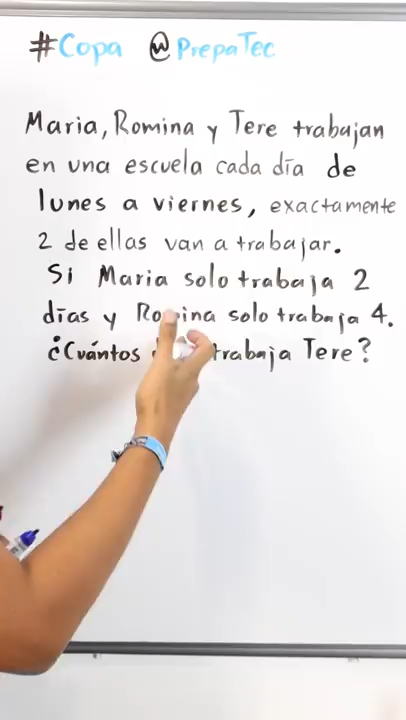 #Copa @PrepaTec
Maria, Romina y Tere trabajan
en una escuela cada día de
lunes a viernes, exactamente
2 de ellas van a trabajar.
Si Maria solo trabaja 2
días y Romina solo trabaja 4.
¿Cuántos trabaja Tere?